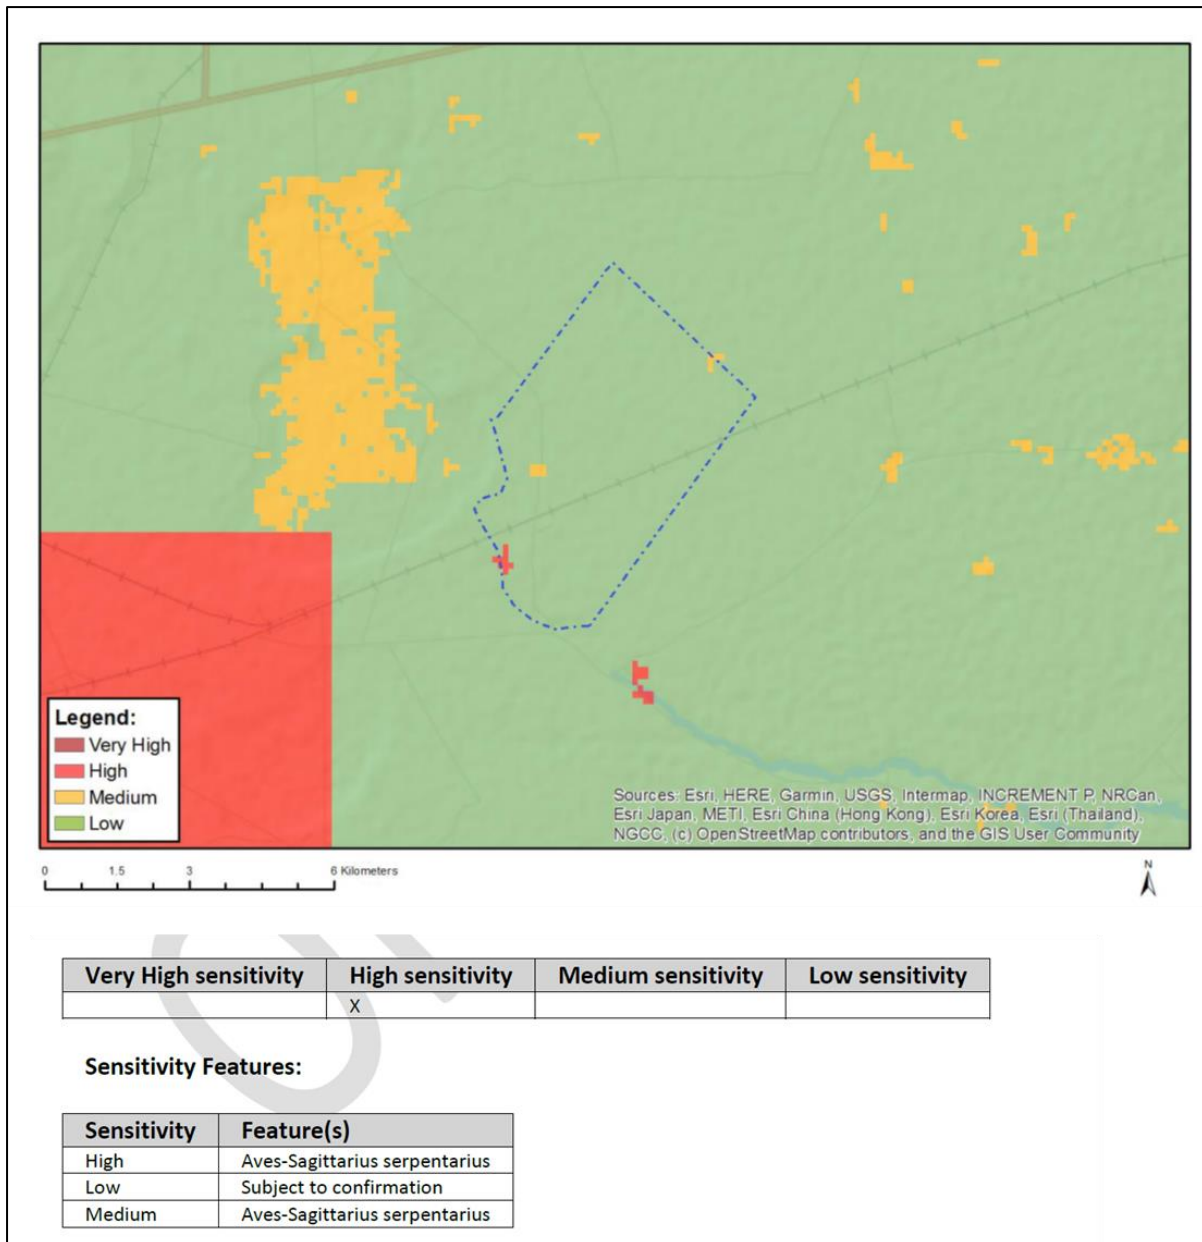 Legend:
Very High
High
Medium
Low
Sources: Esri, HERE, Garmin, USGS, Intermap, INCREMENT P, NRCan,
Esri Japan, METI, Esri China (Hong Kong), Esri Korea, Esri (Thailand),
NGCC, (c) OpenStreetMap contributors, and the GIS User Community
0 1.5 3 6 Kilometers
N
Very High sensitivity High sensitivity Medium sensitivity Low sensitivity
X
Sensitivity Features:
Sensitivity Feature(s)
High Aves-Sagittarius serpentarius
Low Subject to confirmation
Medium Aves-Sagittarius serpentarius